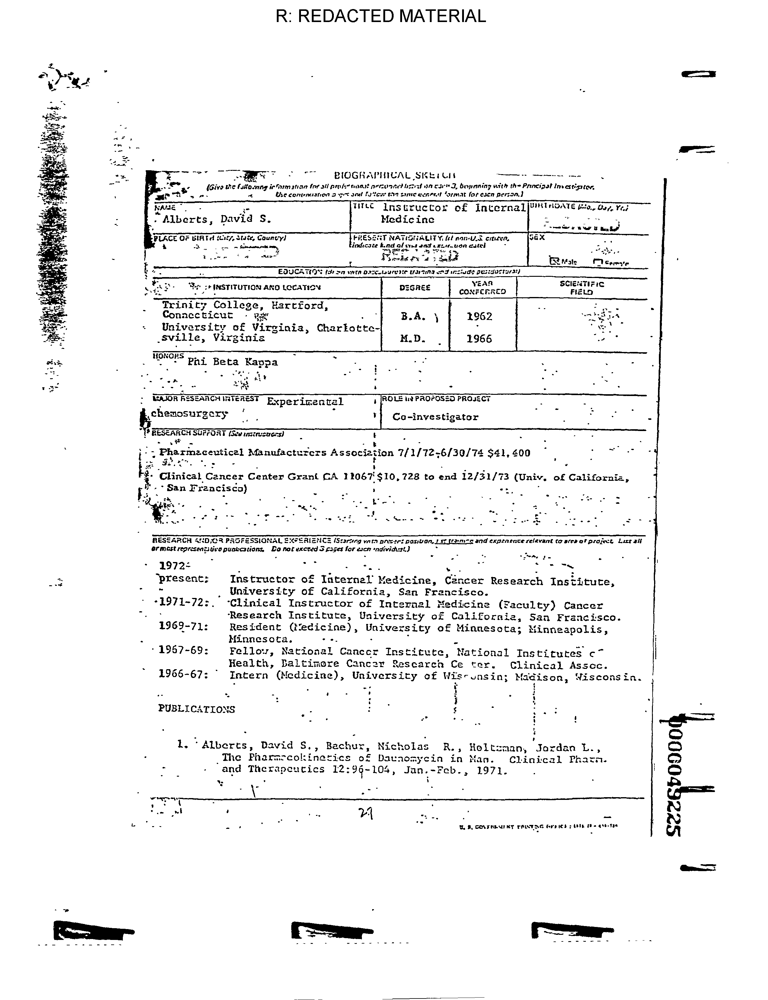 R: REDACTED MATERIAL
BIOGRAPHICAL SKETCH
(Give the following information for all professional personnel listed on page 3, beginning with the Principal Investigator.
Use continuation pages and follow the same general format for each person.)
NAME
TITLE Instructor of Internal
BIRTHDATE (Mo., Day, Yr.)
Alberts, David S.
Medicine
REDACTED
PLACE OF BIRTH (City, State, Country)
PRESENT NATIONALITY (If non-U.S. citizen,
indicate kind of visa and expiration date)
SEX
Male Female
EDUCATION (Begin with baccalaureate training and include postdoctoral)
INSTITUTION AND LOCATION
DEGREE
YEAR
CONFERRED
SCIENTIFIC
FIELD
Trinity College, Hartford,
Connecticut
B.A. 1962
University of Virginia, Charlotte-
sville, Virginia
M.D. 1966
HONORS
Phi Beta Kappa
MAJOR RESEARCH INTEREST Experimental
chemosurgery
ROLE IN PROPOSED PROJECT
Co-investigator
RESEARCH SUPPORT (See instructions)
Pharmaceutical Manufacturers Association 7/1/72-6/30/74 $41,400
Clinical Cancer Center Grant CA 11067 $10,728 to end 12/31/73 (Univ. of California,
San Francisco)
RESEARCH AND/OR PROFESSIONAL EXPERIENCE (Starting with present position, list training and experience relevant to area of project. List all
or most representative publications. Do not exceed 3 pages for each individual.)
1972-
present: Instructor of Internal Medicine, Cancer Research Institute,
University of California, San Francisco.
1971-72: Clinical Instructor of Internal Medicine (Faculty) Cancer
Research Institute, University of California, San Francisco.
1969-71: Resident (Medicine), University of Minnesota; Minneapolis,
Minnesota.
1967-69: Fellow, National Cancer Institute, National Institutes of
Health, Baltimore Cancer Research Center. Clinical Assoc.
1966-67: Intern (Medicine), University of Wisconsin; Madison, Wisconsin.
PUBLICATIONS
1. Alberts, David S., Bachur, Nicholas R., Holtzman, Jordan L.,
The Pharmacokinetics of Daunomycin in Man. Clinical Pharm.
and Therapeutics 12:96-104, Jan.-Feb., 1971.
29
U. S. GOVERNMENT PRINTING OFFICE
00G049225